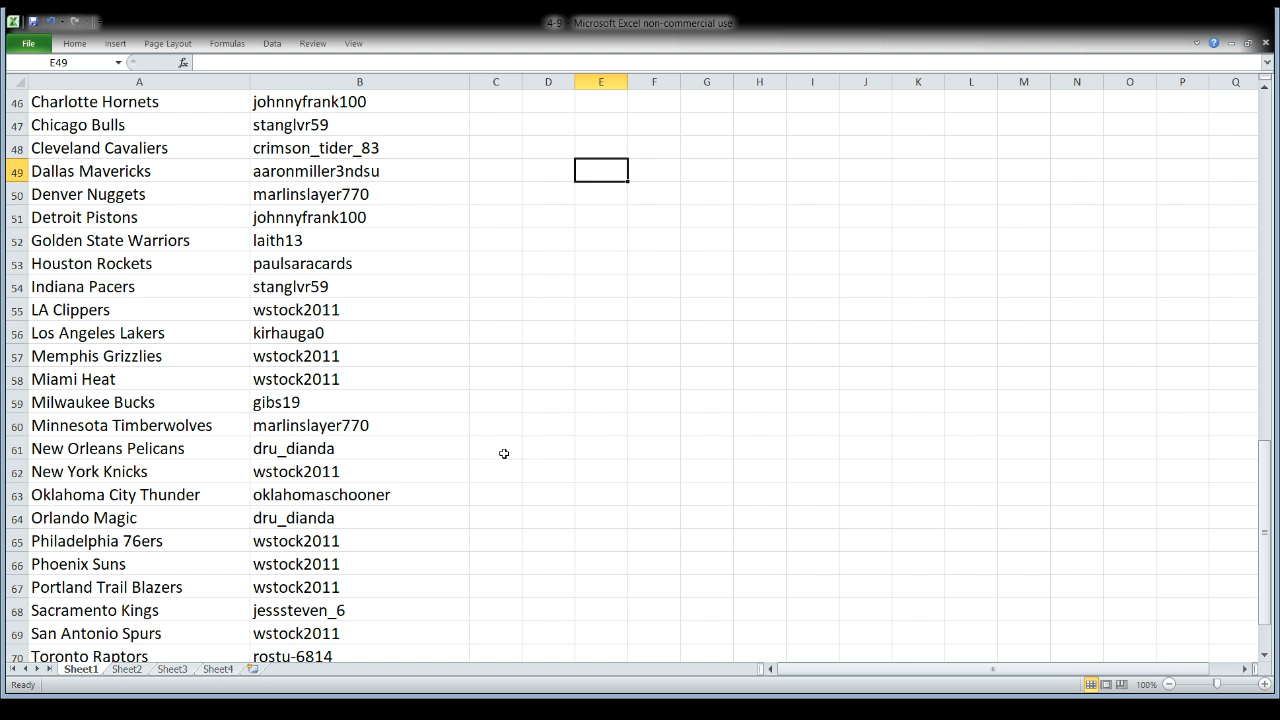 4-9 - Microsoft Excel non-commercial use
File Home Insert Page Layout Formulas Data Review View
E49 fx
A B C D E F G H I J K L M N O P Q
46 Charlotte Hornets johnnyfrank100
47 Chicago Bulls stanglvr59
48 Cleveland Cavaliers crimson_tider_83
49 Dallas Mavericks aaronmiller3ndsu
50 Denver Nuggets marlinslayer770
51 Detroit Pistons johnnyfrank100
52 Golden State Warriors laith13
53 Houston Rockets paulsaracards
54 Indiana Pacers stanglvr59
55 LA Clippers wstock2011
56 Los Angeles Lakers kirhauga0
57 Memphis Grizzlies wstock2011
58 Miami Heat wstock2011
59 Milwaukee Bucks gibs19
60 Minnesota Timberwolves marlinslayer770
61 New Orleans Pelicans dru_dianda
62 New York Knicks wstock2011
63 Oklahoma City Thunder oklahomaschooner
64 Orlando Magic dru_dianda
65 Philadelphia 76ers wstock2011
66 Phoenix Suns wstock2011
67 Portland Trail Blazers wstock2011
68 Sacramento Kings jesssteven_6
69 San Antonio Spurs wstock2011
70 Toronto Raptors rostu-6814
Sheet1 Sheet2 Sheet3 Sheet4
Ready 100%